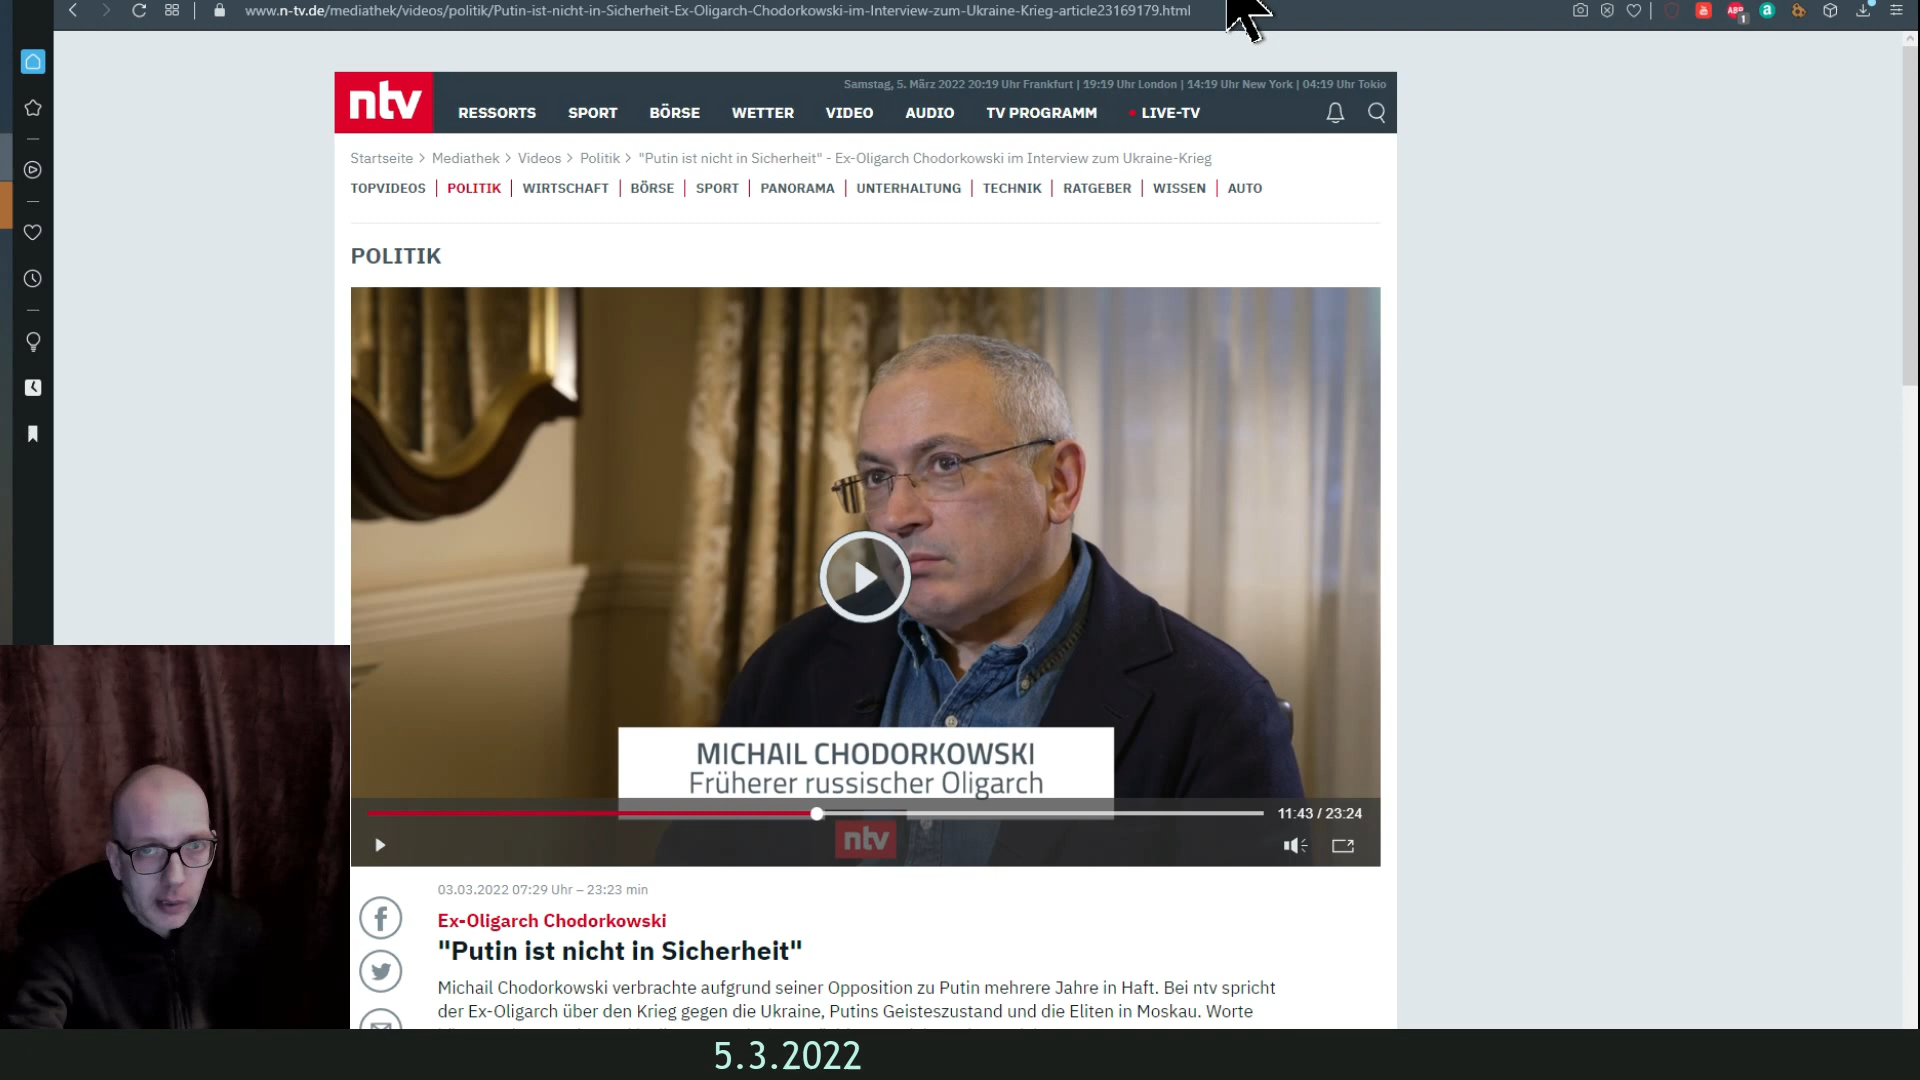 www.n-tv.de/mediathek/videos/politik/Putin-ist-nicht-in-Sicherheit-Ex-Oligarch-Chodorkowski-im-Interview-zum-Ukraine-Krieg-article23169179.html
ABP
1
a
Samstag, 5. März 2022 20:19 Uhr Frankfurt | 19:19 Uhr London | 14:19 Uhr New York | 04:19 Uhr Tokio
ntv
RESSORTS SPORT BÖRSE WETTER VIDEO AUDIO TV PROGRAMM LIVE-TV
Startseite > Mediathek > Videos > Politik > "Putin ist nicht in Sicherheit" - Ex-Oligarch Chodorkowski im Interview zum Ukraine-Krieg
TOPVIDEOS | POLITIK | WIRTSCHAFT | BÖRSE | SPORT | PANORAMA | UNTERHALTUNG | TECHNIK | RATGEBER | WISSEN | AUTO
POLITIK
MICHAIL CHODORKOWSKI
Früherer russischer Oligarch
11:43 / 23:24
ntv
03.03.2022 07:29 Uhr – 23:23 min
Ex-Oligarch Chodorkowski
"Putin ist nicht in Sicherheit"
Michail Chodorkowski verbrachte aufgrund seiner Opposition zu Putin mehrere Jahre in Haft. Bei ntv spricht
der Ex-Oligarch über den Krieg gegen die Ukraine, Putins Geisteszustand und die Eliten in Moskau. Worte
5.3.2022